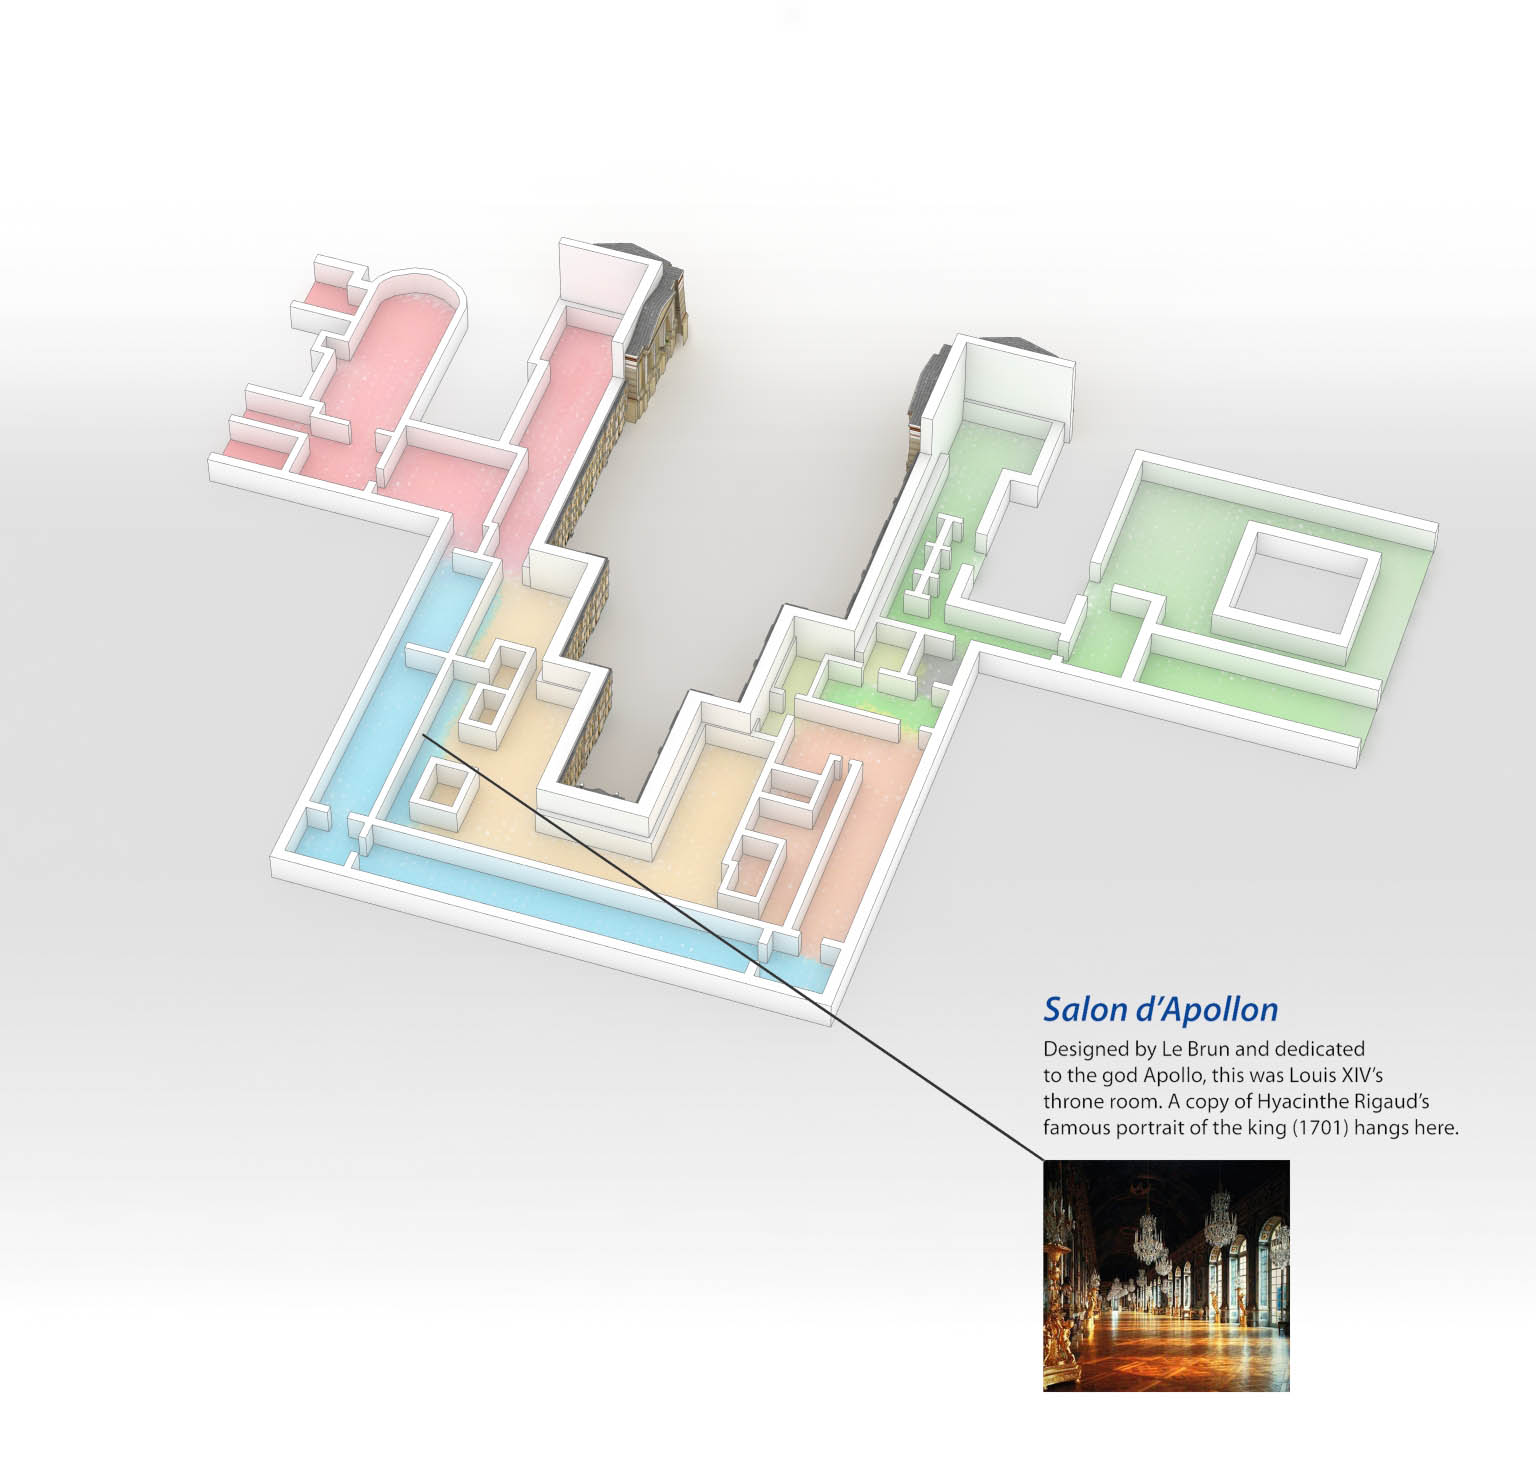 Salon d’Apollon
Designed by Le Brun and dedicated
to the god Apollo, this was Louis XIV’s
throne room. A copy of Hyacinthe Rigaud’s
famous portrait of the king (1701) hangs here.